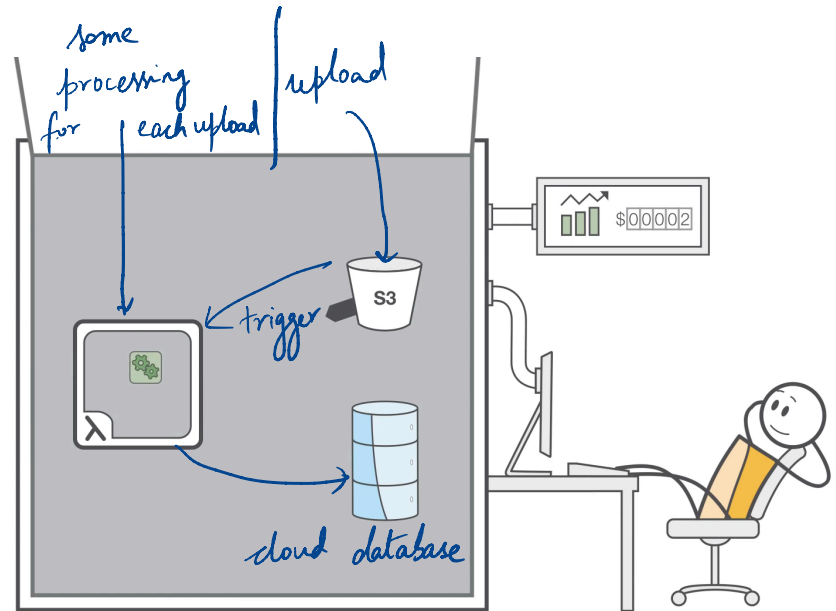 some
processing
for each upload
upload
$00002
S3
trigger
λ
cloud database